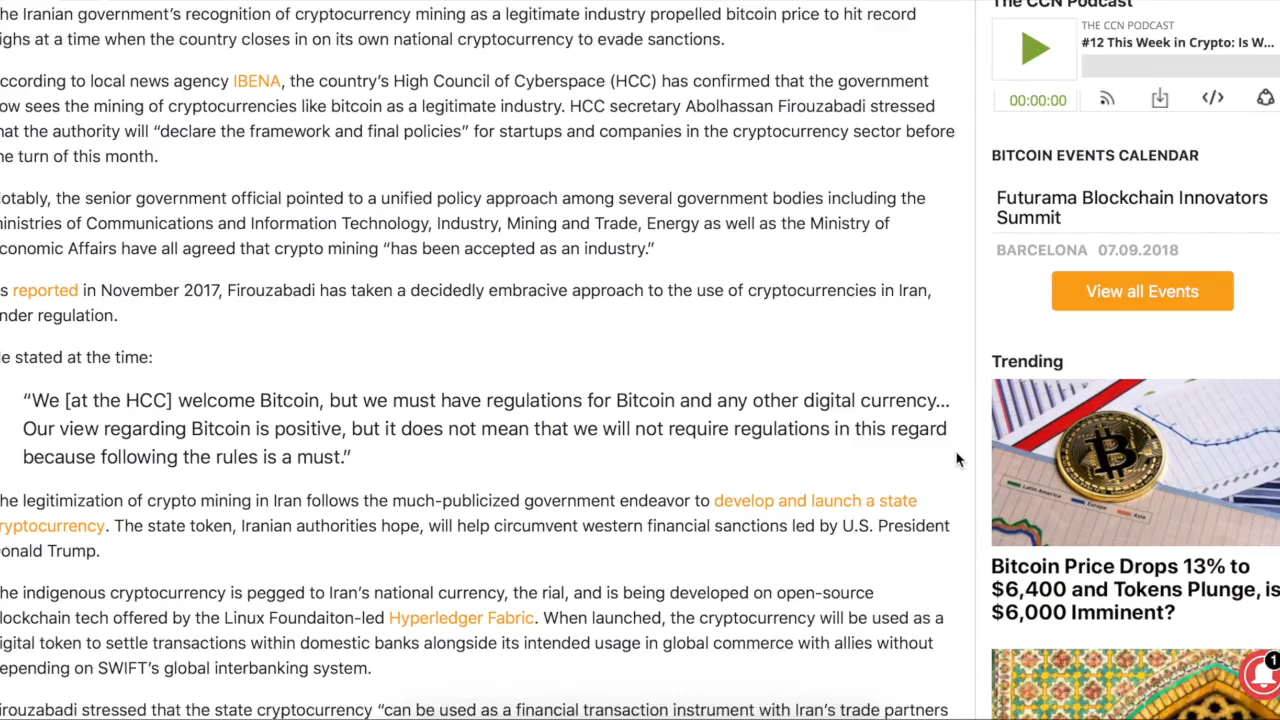 he Iranian government’s recognition of cryptocurrency mining as a legitimate industry propelled bitcoin price to hit record
ighs at a time when the country closes in on its own national cryptocurrency to evade sanctions.
ccording to local news agency IBENA, the country’s High Council of Cyberspace (HCC) has confirmed that the government
ow sees the mining of cryptocurrencies like bitcoin as a legitimate industry. HCC secretary Abolhassan Firouzabadi stressed
hat the authority will “declare the framework and final policies” for startups and companies in the cryptocurrency sector before
he turn of this month.
otably, the senior government official pointed to a unified policy approach among several government bodies including the
ministries of Communications and Information Technology, Industry, Mining and Trade, Energy as well as the Ministry of
conomic Affairs have all agreed that crypto mining “has been accepted as an industry.”
s reported in November 2017, Firouzabadi has taken a decidedly embracive approach to the use of cryptocurrencies in Iran,
nder regulation.
e stated at the time:
“We [at the HCC] welcome Bitcoin, but we must have regulations for Bitcoin and any other digital currency…
Our view regarding Bitcoin is positive, but it does not mean that we will not require regulations in this regard
because following the rules is a must.”
he legitimization of crypto mining in Iran follows the much-publicized government endeavor to develop and launch a state
ryptocurrency. The state token, Iranian authorities hope, will help circumvent western financial sanctions led by U.S. President
onald Trump.
he indigenous cryptocurrency is pegged to Iran’s national currency, the rial, and is being developed on open-source
lockchain tech offered by the Linux Foundaiton-led Hyperledger Fabric. When launched, the cryptocurrency will be used as a
igital token to settle transactions within domestic banks alongside its intended usage in global commerce with allies without
epending on SWIFT’s global interbanking system.
irouzabadi stressed that the state cryptocurrency “can be used as a financial transaction instrument with Iran’s trade partners
The CCN Podcast
THE CCN PODCAST
#12 This Week in Crypto: Is W...
00:00:00
BITCOIN EVENTS CALENDAR
Futurama Blockchain Innovators
Summit
BARCELONA 07.09.2018
View all Events
Trending
Latin America
Europe
Asia
Bitcoin Price Drops 13% to
$6,400 and Tokens Plunge, is
$6,000 Imminent?
1